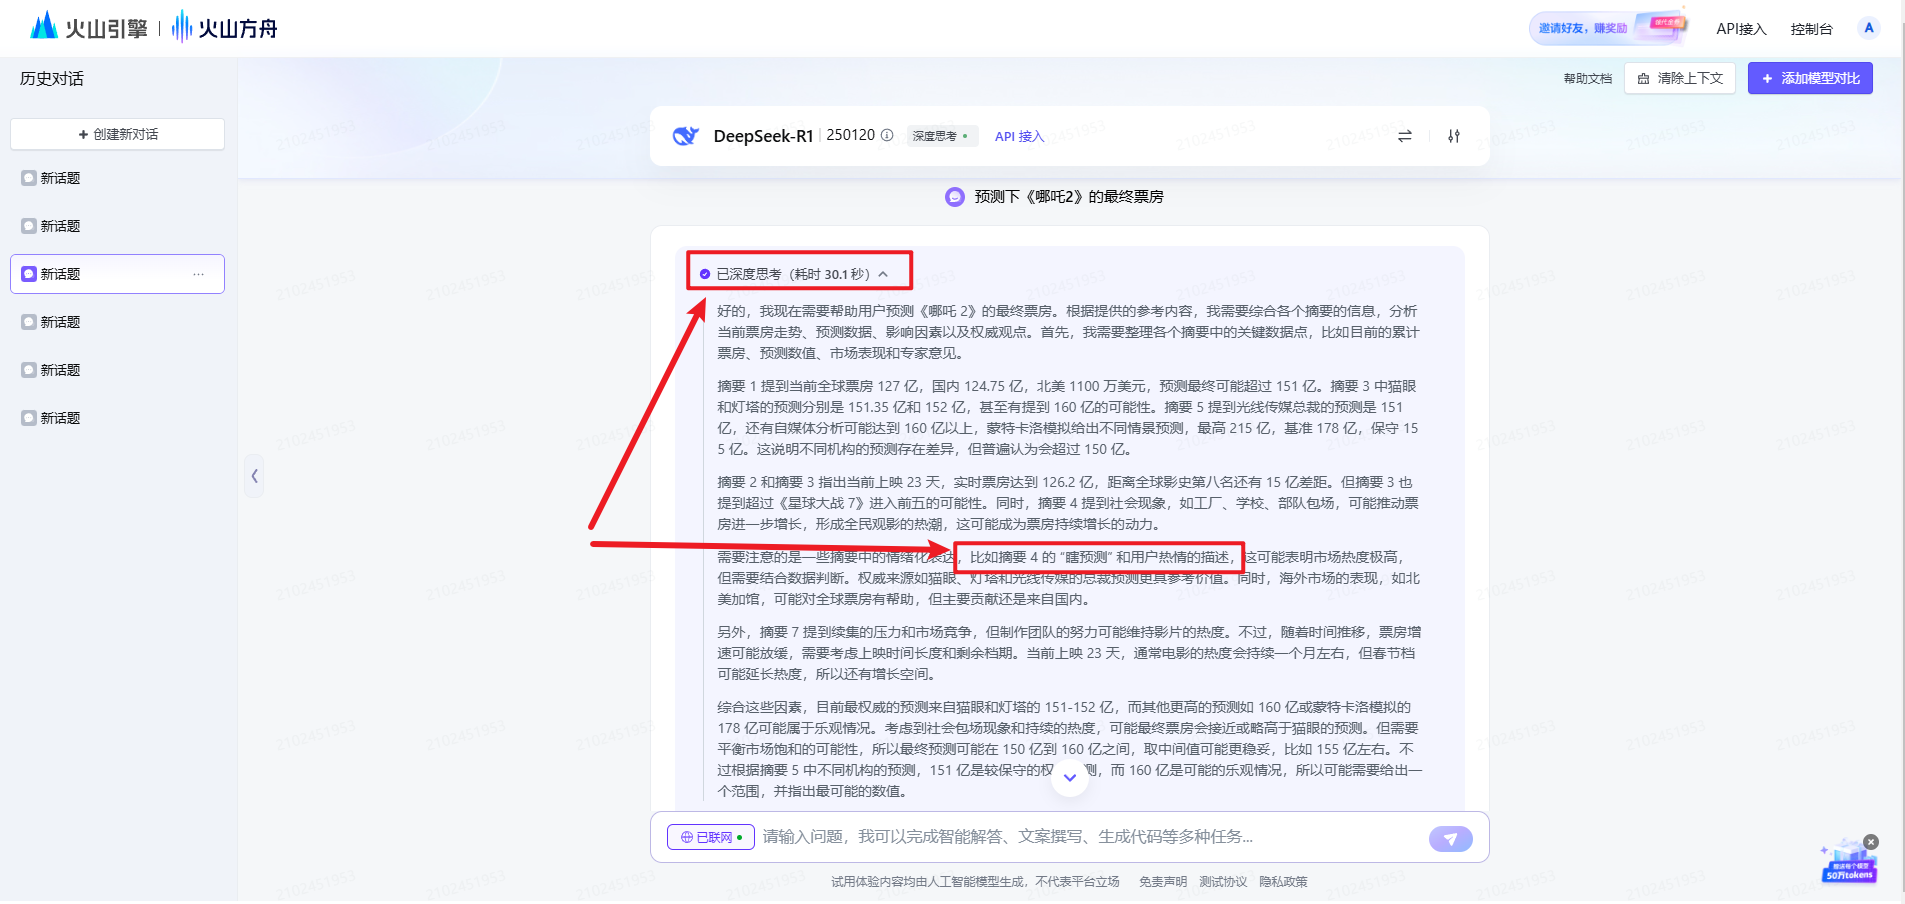 火山引擎 | 火山方舟
邀请好友，赚奖励
API接入
控制台
A
历史对话
帮助文档
清除上下文
+ 添加模型对比
+ 创建新对话
新话题
新话题
新话题 ...
新话题
新话题
新话题
DeepSeek-R1 | 250120 深度思考 API 接入
预测下《哪吒2》的最终票房
已深度思考（耗时 30.1 秒）
好的，我现在需要帮助用户预测《哪吒 2》的最终票房。根据提供的参考内容，我需要综合各个摘要的信息，分析
当前票房走势、预测数据、影响因素以及权威观点。首先，我需要整理各个摘要中的关键数据点，比如目前的累计
票房、预测数值、市场表现和专家意见。
摘要 1 提到当前全球票房 127 亿，国内 124.75 亿，北美 1100 万美元，预测最终可能超过 151 亿。摘要 3 中猫眼
和灯塔的预测分别是 151.35 亿和 152 亿，甚至有提到 160 亿的可能性。摘要 5 提到光线传媒总裁的预测是 151
亿，还有自媒体分析可能达到 160 亿以上，蒙特卡洛模拟给出不同情景预测，最高 215 亿，基准 178 亿，保守 15
5 亿。这说明不同机构的预测存在差异，但普遍认为会超过 150 亿。
摘要 2 和摘要 3 指出当前上映 23 天，实时票房达到 126.2 亿，距离全球影史第八名还有 15 亿差距。但摘要 3 也
提到超过《星球大战 7》进入前五的可能性。同时，摘要 4 提到社会现象，如工厂、学校、部队包场，可能推动票
房进一步增长，形成全民观影的热潮，这可能成为票房持续增长的动力。
需要注意的是一些摘要中的情绪化表达，比如摘要 4 的 “瞎预测” 和用户热情的描述，这可能表明市场热度极高，
但需要结合数据判断。权威来源如猫眼、灯塔和光线传媒的总裁预测更具参考价值。同时，海外市场的表现，如北
美加馆，可能对全球票房有帮助，但主要贡献还是来自国内。
另外，摘要 7 提到续集的压力和市场竞争，但制作团队的努力可能维持影片的热度。不过，随着时间推移，票房增
速可能放缓，需要考虑上映时间长度和剩余档期。当前上映 23 天，通常电影的热度会持续一个月左右，但春节档
可能延长热度，所以还有增长空间。
综合这些因素，目前最权威的预测来自猫眼和灯塔的 151-152 亿，而其他更高的预测如 160 亿或蒙特卡洛模拟的
178 亿可能属于乐观情况。考虑到社会包场现象和持续的热度，可能最终票房会接近或略高于猫眼的预测。但需要
平衡市场饱和的可能性，所以最终预测可能在 150 亿到 160 亿之间，取中间值可能更稳妥，比如 155 亿左右。不
过根据摘要 5 中不同机构的预测，151 亿是较保守的权 测，而 160 亿是可能的乐观情况，所以可能需要给出一
个范围，并指出最可能的数值。
已联网
请输入问题，我可以完成智能解答、文案撰写、生成代码等多种任务...
试用体验内容均由人工智能模型生成，不代表平台立场 免责声明 测试协议 隐私政策
50万tokens
2102451953